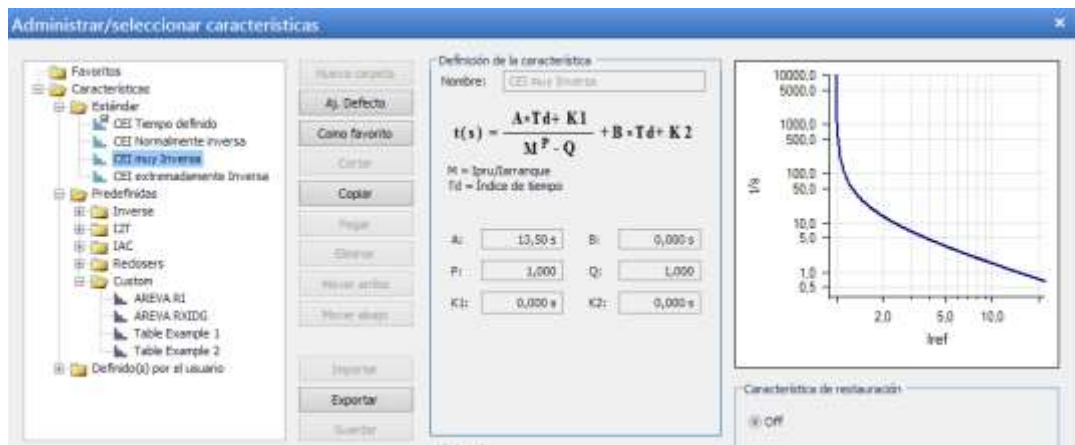 Administrar/seleccionar características
Favoritos
Características
Estándar
CEI Tiempo definido
CEI Normalmente inversa
CEI muy Inversa
CEI extremadamente Inversa
Predefinidas
Inverse
I2T
IAC
Reclosers
Custom
AREVA RI
AREVA RXIDG
Table Example 1
Table Example 2
Definido(s) por el usuario
Nueva carpeta
Aj. Defecto
Como favorito
Cortar
Copiar
Pegar
Eliminar
Mover arriba
Mover abajo
Importar
Exportar
Guardar
Definición de la característica
Nombre: CEI muy Inversa
t(s) = A*Td+ K1 / M^P - Q + B*Td+ K2
M = Ipru/Iarranque
Td = Índice de tiempo
A: 13,50 s B: 0,000 s
P: 1,000 Q: 1,000
K1: 0,000 s K2: 0,000 s
t/s
10000.0
5000.0
1000.0
500.0
100.0
50.0
10.0
5.0
1.0
0.5
2.0 5.0 10.0
Iref
Característica de restauración
Off